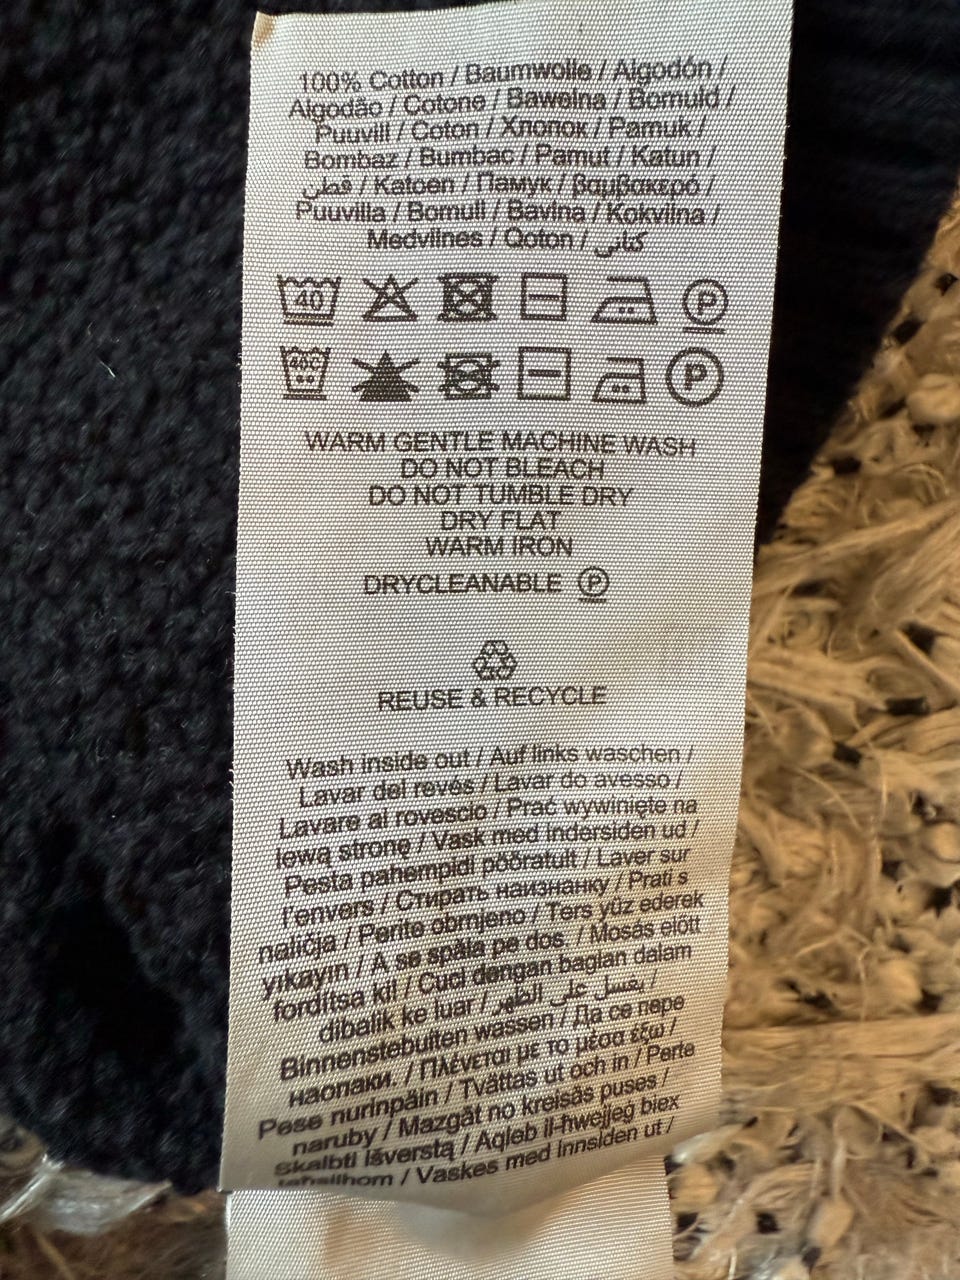 100% Cotton / Baumwolle / Algodón /
Algodão / Cotone / Bawełna / Bomuld /
Puuvill / Coton / Хлопок / Pamuk /
Bombaz / Bumbac / Pamut / Katun /
قطن / Katoen / Памук / βαμβακερό /
Puuvilla / Bomull / Bavlna / Kokvilna /
Medvilnės / Qoton / كتاني
40
P
40C
P
WARM GENTLE MACHINE WASH
DO NOT BLEACH
DO NOT TUMBLE DRY
DRY FLAT
WARM IRON
DRYCLEANABLE P
REUSE & RECYCLE
Wash inside out / Auf links waschen /
Lavar del revés / Lavar do avesso /
Lavare al rovescio / Prać wywinięte na
lewą stronę / Vask med indersiden ud /
Pesta pahempidi pööratult / Laver sur
l'envers / Стирать наизнанку / Prati s
naličja / Perite obrnjeno / Ters yüz ederek
yıkayın / A se spăla pe dos. / Mosás előtt
fordítsa ki! / Cuci dengan bagian dalam
dibalik ke luar / يغسل على الظهر /
Binnenstebuiten wassen / Да се пере
наопаки. / Πλένεται με το μέσα έξω /
Pese nurinpäin / Tvättas ut och in / Perte
naruby / Mazgāt no kreisās puses /
Skalbti išverstą / Aqleb il-ħwejjeġ biex
/ Vaskes med innsiden ut /